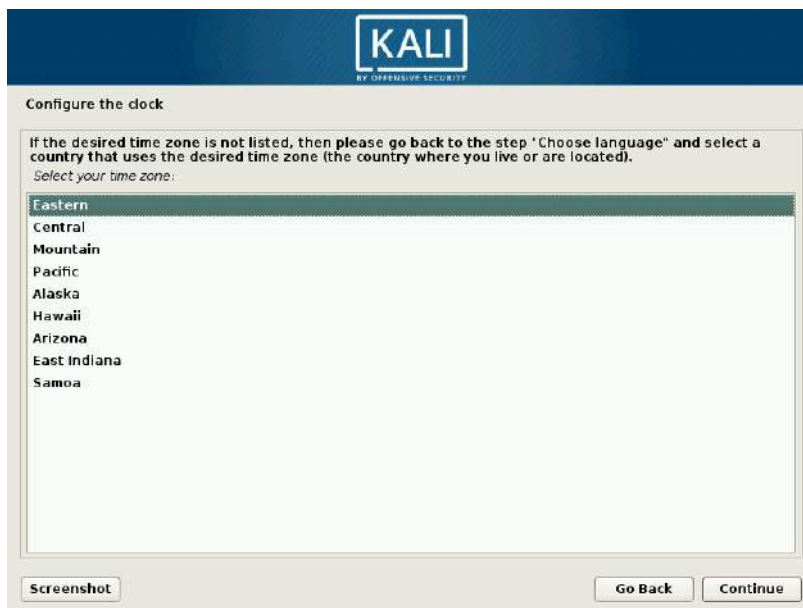 KALI
BY OFFENSIVE SECURITY
Configure the clock
If the desired time zone is not listed, then please go back to the step "Choose language" and select a
country that uses the desired time zone (the country where you live or are located).
Select your time zone:
Eastern
Central
Mountain
Pacific
Alaska
Hawaii
Arizona
East Indiana
Samoa
Screenshot
Go Back
Continue